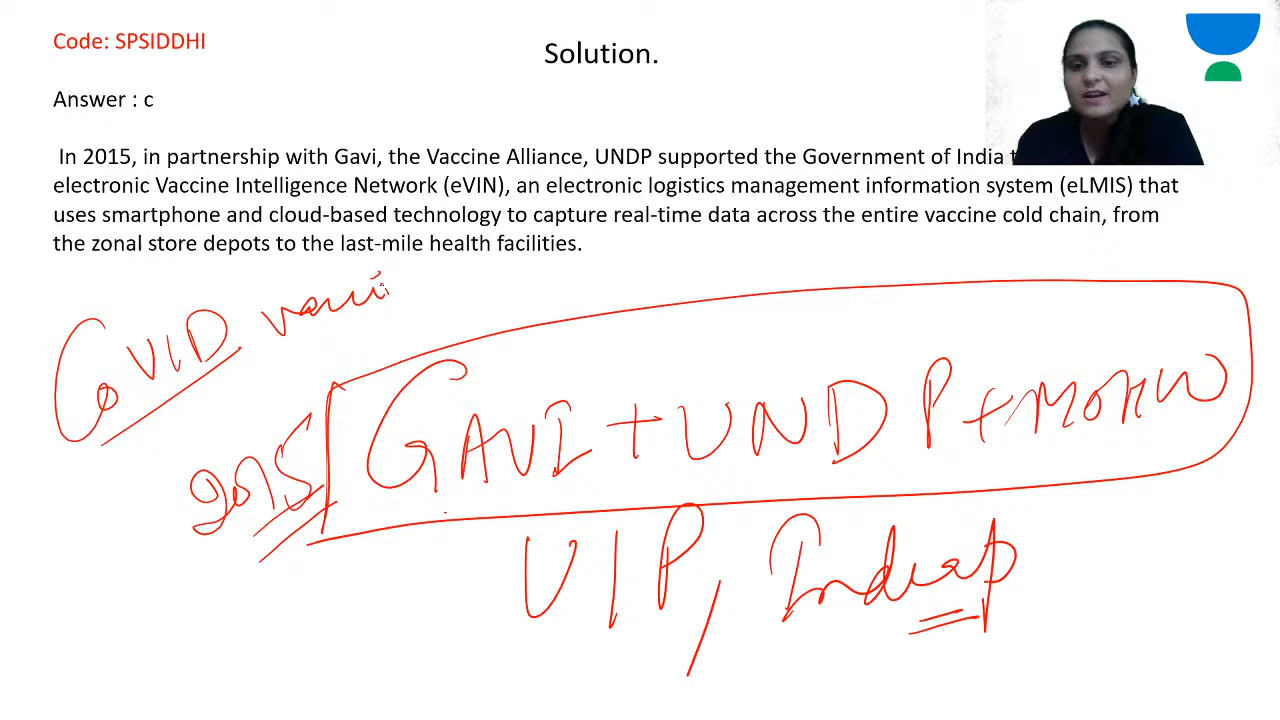 Code: SPSIDDHI
Solution.
Answer : c
In 2015, in partnership with Gavi, the Vaccine Alliance, UNDP supported the Government of India
electronic Vaccine Intelligence Network (eVIN), an electronic logistics management information system (eLMIS) that
uses smartphone and cloud-based technology to capture real-time data across the entire vaccine cold chain, from
the zonal store depots to the last-mile health facilities.
COVID
2015 GAVI + UNDP + MOHW
UIP,